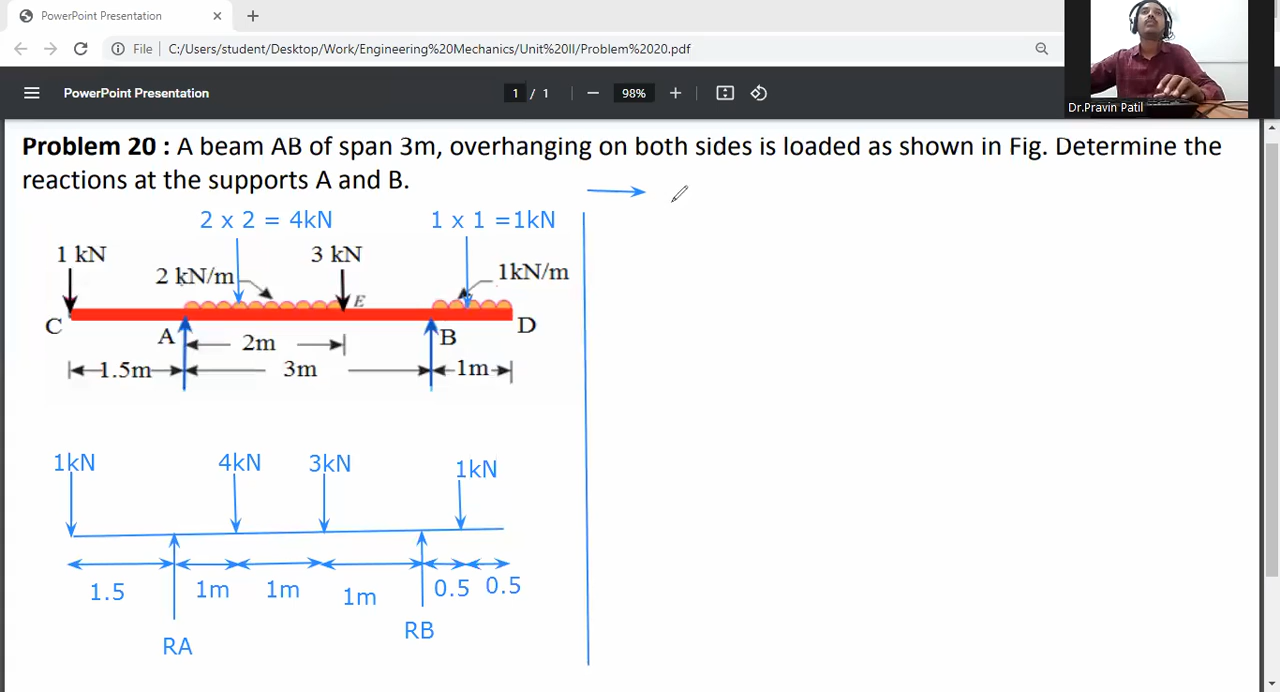 PowerPoint Presentation
File
C:/Users/student/Desktop/Work/Engineering%20Mechanics/Unit%20II/Problem%2020.pdf
Dr.Pravin Patil
PowerPoint Presentation
1 / 1
98%
Problem 20 : A beam AB of span 3m, overhanging on both sides is loaded as shown in Fig. Determine the
reactions at the supports A and B.
2 x 2 = 4kN
1 x 1 =1kN
1 kN
3 kN
2 kN/m
1kN/m
E
C
A
B
D
2m
1.5m
3m
1m
1kN
4kN
3kN
1kN
1.5
1m
1m
1m
0.5
0.5
RA
RB